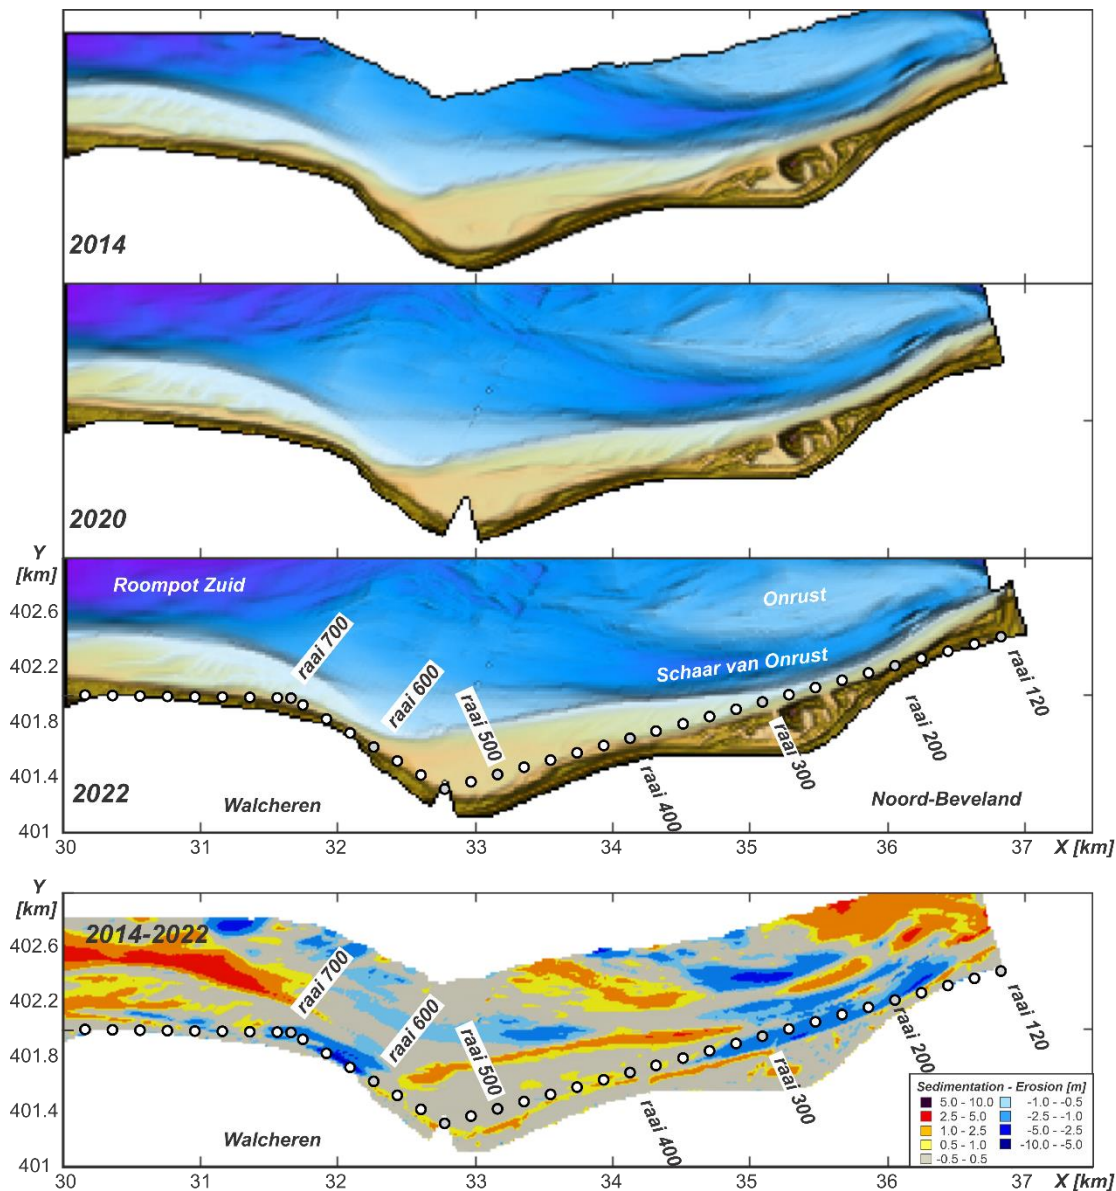 2014
2020
Y
[km]
402.6
402.2
401.8
401.4
401
Roompot Zuid
raai 700
raai 600
raai 500
Onrust
Schaar van Onrust
raai 400
raai 300
raai 200
raai 120
2022
Walcheren
Noord-Beveland
30
31
32
33
34
35
36
37
X [km]
Y
[km]
402.6
402.2
401.8
401.4
401
2014-2022
raai 700
raai 600
raai 500
raai 400
raai 300
raai 200
raai 120
Walcheren
Sedimentation - Erosion [m]
5.0 - 10.0
-1.0 - -0.5
2.5 - 5.0
-2.5 - -1.0
1.0 - 2.5
-5.0 - -2.5
0.5 - 1.0
-10.0 - -5.0
-0.5 - 0.5
30
31
32
33
34
35
36
37
X [km]